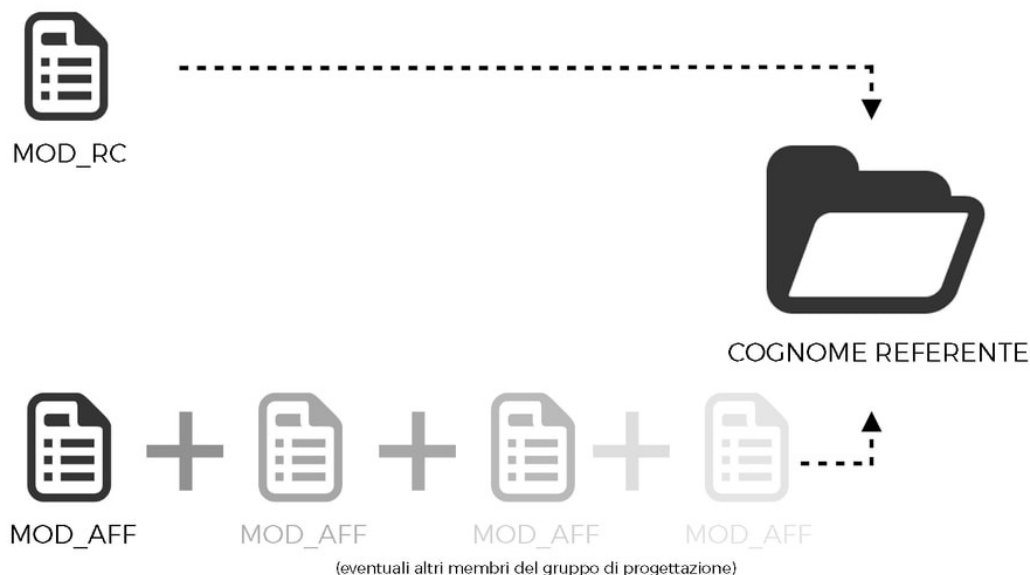 MOD_RC
COGNOME REFERENTE
MOD_AFF
MOD_AFF
MOD_AFF
MOD_AFF
(eventuali altri membri del gruppo di progettazione)